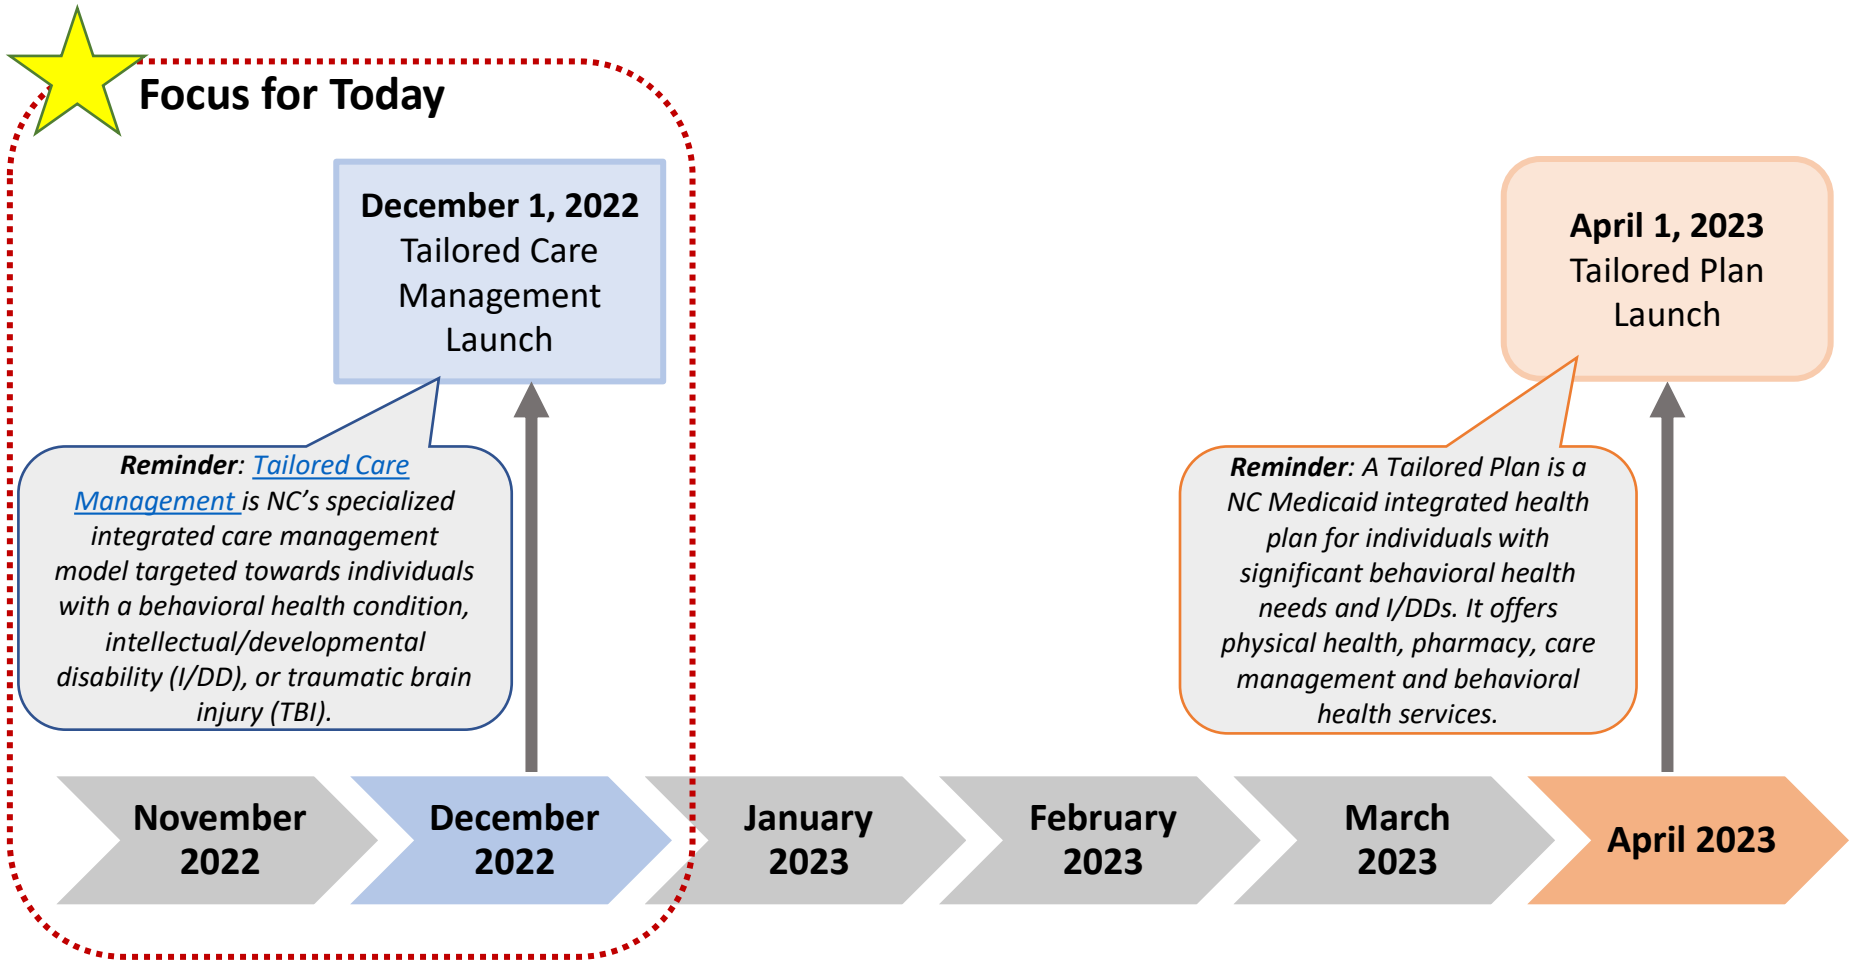 Focus for Today
December 1, 2022
Tailored Care
Management
Launch
April 1, 2023
Tailored Plan
Launch
Reminder: Tailored Care
Management is NC’s specialized
integrated care management
model targeted towards individuals
with a behavioral health condition,
intellectual/developmental
disability (I/DD), or traumatic brain
injury (TBI).
Reminder: A Tailored Plan is a
NC Medicaid integrated health
plan for individuals with
significant behavioral health
needs and I/DDs. It offers
physical health, pharmacy, care
management and behavioral
health services.
November
2022
December
2022
January
2023
February
2023
March
2023
April 2023